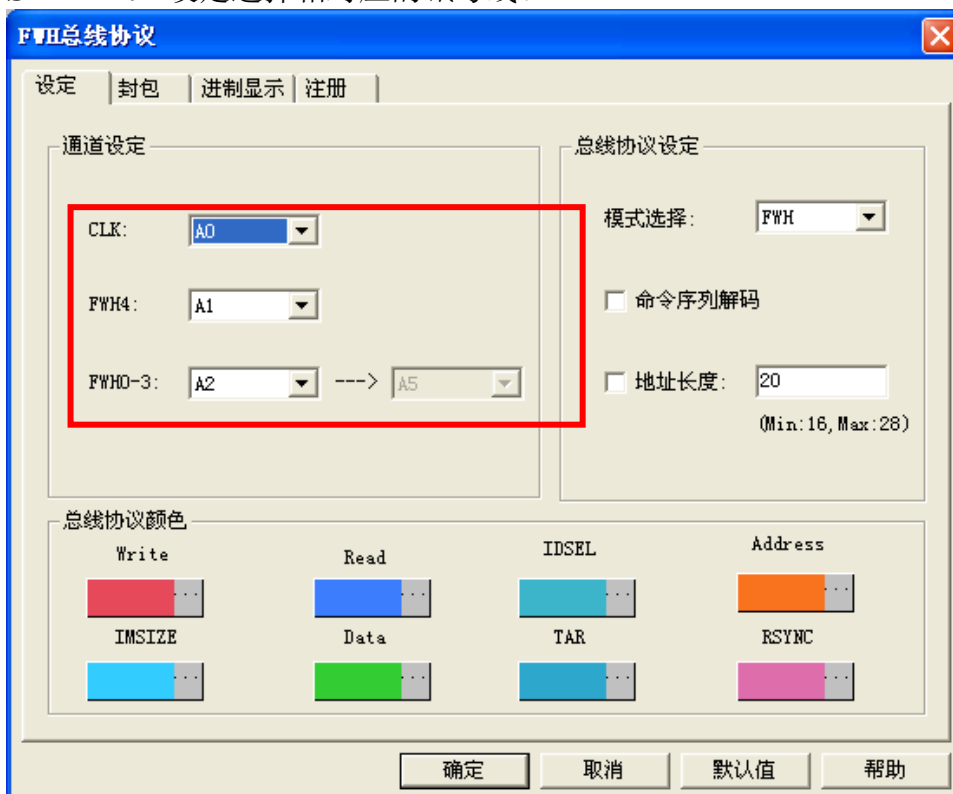 FWH总线协议
设定 封包 进制显示 注册
通道设定
CLK: A0
FWH4: A1
FWH0-3: A2 ---> A5
总线协议设定
模式选择: FWH
命令序列解码
地址长度: 20
(Min:16,Max:28)
总线协议颜色
Write Read IDSEL Address
... ... ... ...
IMSIZE Data TAR RSYNC
... ... ... ...
确定 取消 默认值 帮助